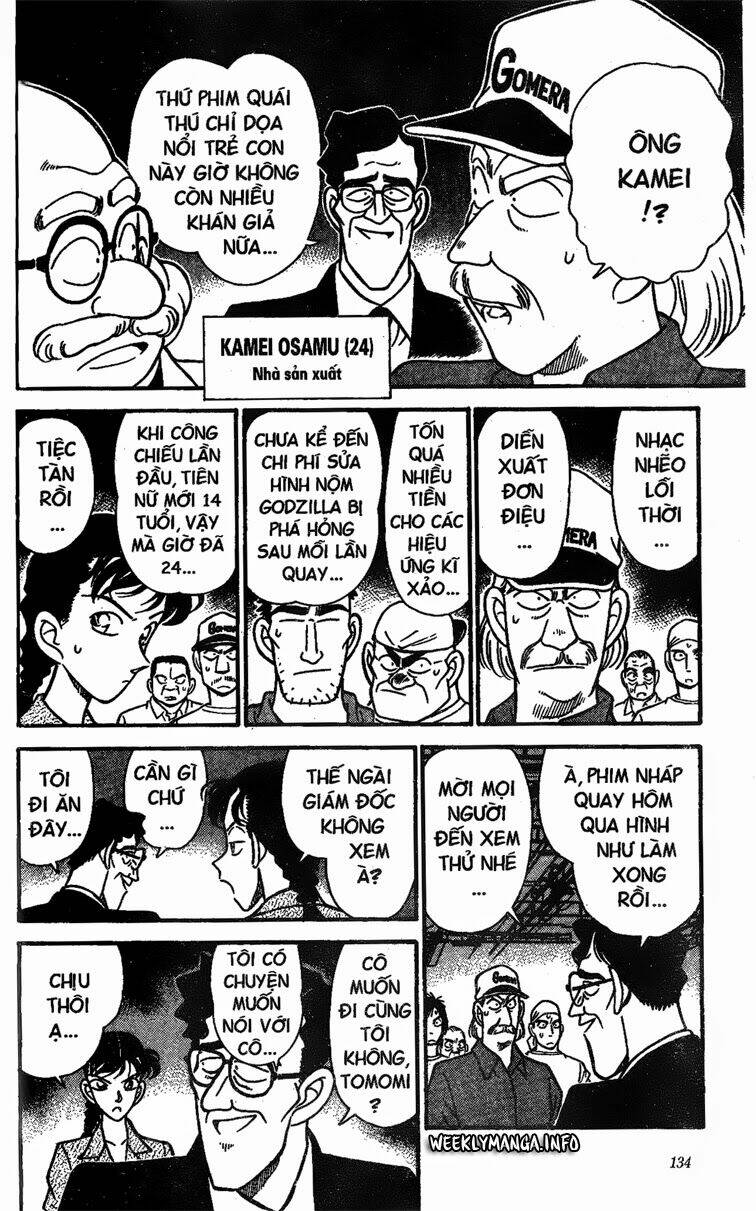 GOMERA
ÔNG
KAMEI
!?
THỨ PHIM QUÁI
THÚ CHỈ DỌA
NỔI TRẺ CON
NÀY GIỜ KHÔNG
CÒN NHIỀU
KHÁN GIẢ
NỮA...
KAMEI OSAMU (24)
Nhà sản xuất
NHẠC
NHẼO
LỖI
THỜI
...
DIỄN
XUẤT
ĐƠN
ĐIỆU
...
GOMERA
TỐN
QUÁ
NHIỀU
TIỀN
CHO CÁC
HIỆU
ỨNG KĨ
XẢO...
CHƯA KỂ ĐẾN
CHI PHÍ SỬA
HÌNH NỘM
GODZILLA BỊ
PHÁ HỎNG
SAU MỖI LẦN
QUAY...
KHI CÔNG
CHIẾU LẦN
ĐẦU, TIÊN
NỮ MỚI 14
TUỔI, VẬY
MÀ GIỜ ĐÃ
24...
TIỆC
TÀN
RỒI
...
GOMERA
À, PHIM NHÁP
QUAY HÔM
QUA HÌNH
NHƯ LÀM
XONG
RỒI...
MỜI MỌI
NGƯỜI
ĐẾN XEM
THỬ NHÉ
...
GOMERA
THẾ NGÀI
GIÁM ĐỐC
KHÔNG
XEM
À?
CẦN GÌ
CHỨ
...
TÔI
ĐI ĂN
ĐÂY...
CÔ
MUỐN
ĐI CÙNG
TÔI
KHÔNG,
TOMOMI
?
TÔI CÓ
CHUYỆN
MUỐN
NÓI VỚI
CÔ...
CHỊU
THÔI
Ạ...
WEEKLYMANGA.INFO
134